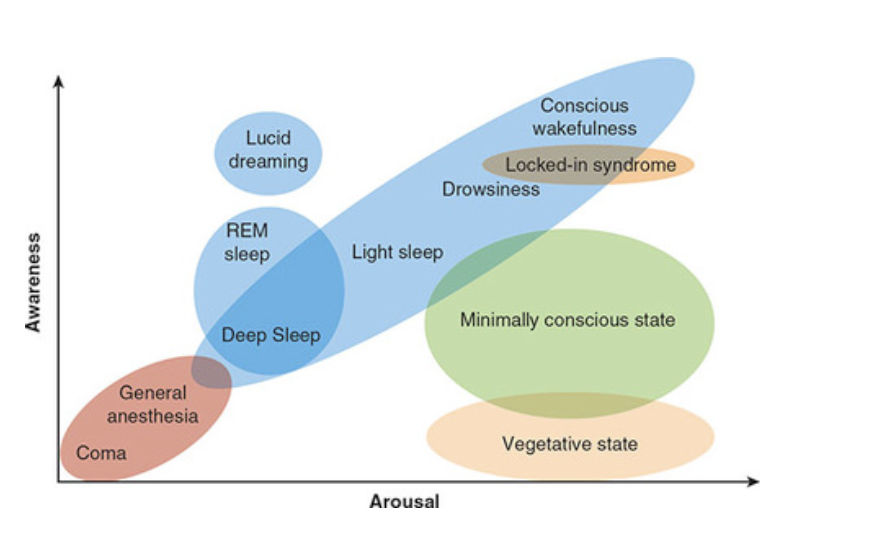 Awareness
Conscious
wakefulness
Lucid
dreaming
Locked-in syndrome
Drowsiness
REM
sleep
Light sleep
Minimally conscious state
Deep Sleep
General
anesthesia
Coma
Vegetative state
Arousal